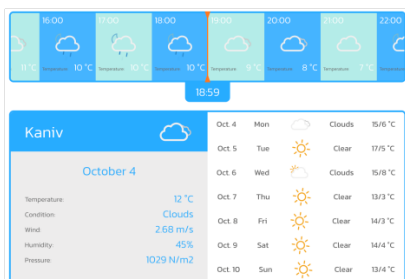 16:00 17:00 18:00 19:00 20:00 21:00 22:00
11 °C Temperature 10 °C Temperature 10 °C Temperature 10 °C Temperature 9 °C Temperature 8 °C Temperature 7 °C Temperature
18:59
Kaniv
October 4
Temperature: 12 °C
Condition: Clouds
Wind: 2.68 m/s
Humidity: 45%
Pressure: 1029 N/m2
Oct. 4 Mon Clouds 15/6 °C
Oct. 5 Tue Clear 17/5 °C
Oct. 6 Wed Clouds 15/8 °C
Oct. 7 Thu Clear 13/3 °C
Oct. 8 Fri Clear 14/3 °C
Oct. 9 Sat Clear 14/4 °C
Oct. 10 Sun Clear 13/4 °C